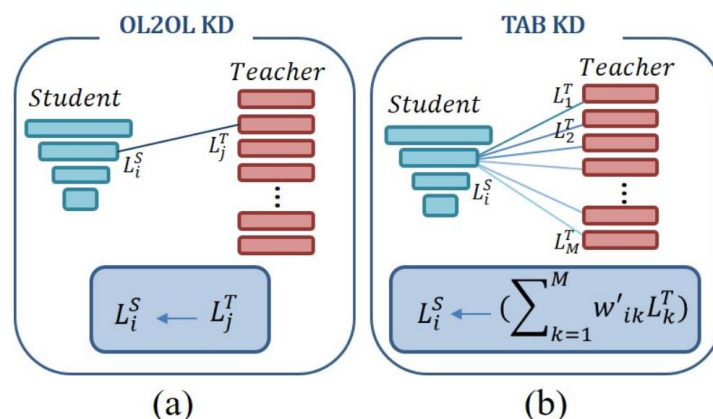 OL2OL KD
Student
Teacher
L_i^S
L_j^T
L_i^S ← L_j^T
(a)
TAB KD
Student
Teacher
L_1^T
L_2^T
L_i^S
L_M^T
L_i^S ← (∑_{k=1}^{M} w'_{ik} L_k^T)
(b)